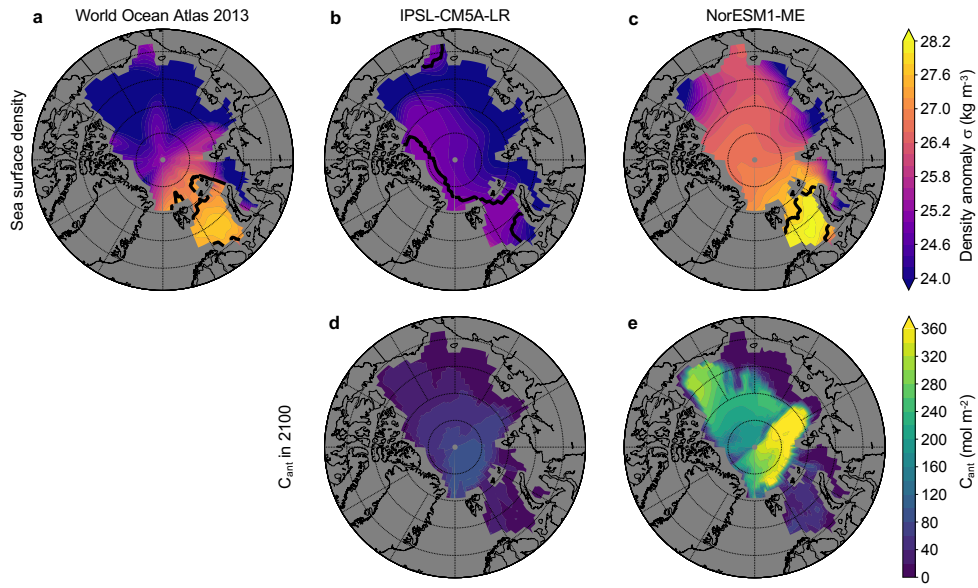 a World Ocean Atlas 2013
b IPSL-CM5A-LR
c NorESM1-ME
Sea surface density
28.2
27.6
27.0
26.4
25.8
25.2
24.6
24.0
Density anomaly σ (kg m⁻³)
d
e
C_ant in 2100
360
320
280
240
200
160
120
80
40
0
C_ant (mol m⁻²)